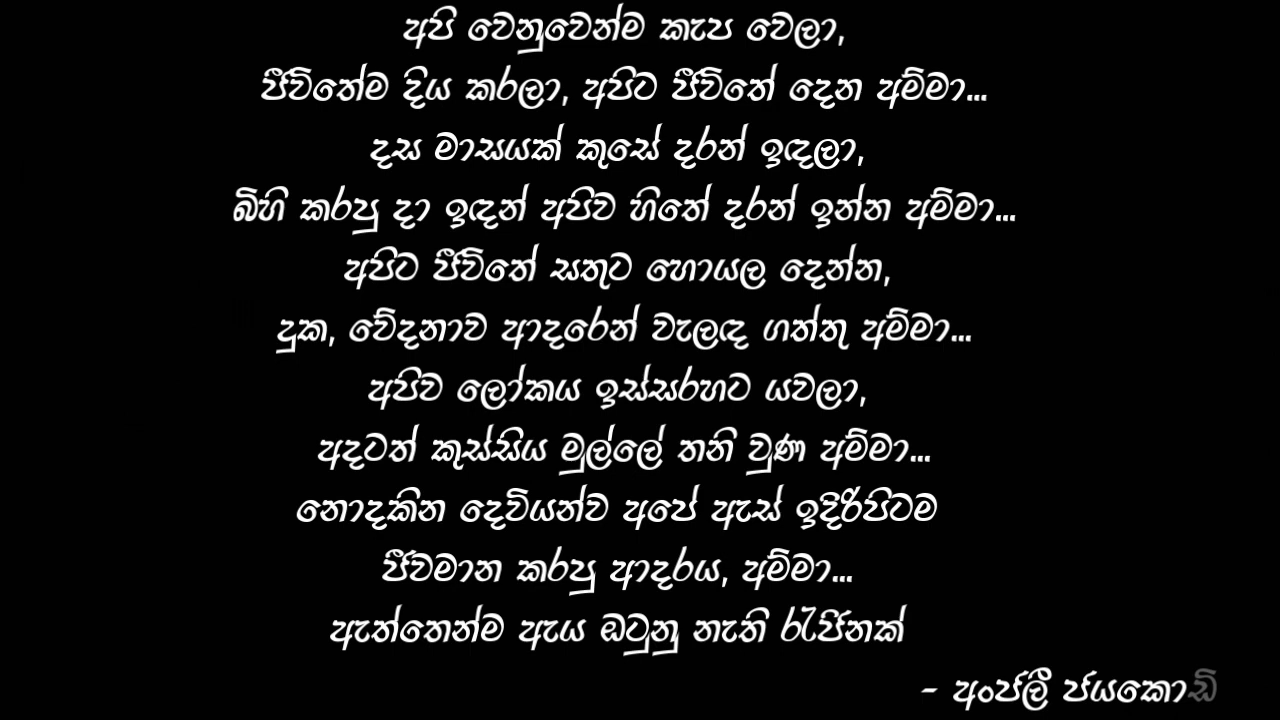 අපි වෙනුවෙන්ම කැප වෙලා,
ජීවිතේම දිය කරලා, අපිට ජීවිතේ දෙන අම්මා...
දස මාසයක් කුසේ දරන් ඉඳලා,
බිහි කරපු දා ඉඳන් අපිව හිතේ දරන් ඉන්න අම්මා...
අපිට ජීවිතේ සතුට හොයල දෙන්න,
දුක, වේදනාව ආදරෙන් වැලඳ ගත්තු අම්මා...
අපිව ලෝකය ඉස්සරහට යවලා,
අදටත් කුස්සිය මුල්ලේ තනි වුණ අම්මා...
නොදකින දෙවියන්ව අපේ ඇස් ඉදිරිපිටම
ජීවමාන කරපු ආදරය, අම්මා...
ඇත්තෙන්ම ඇය ඔටුනු නැති රැජිනක්
- අංජලී ජයකොඩි